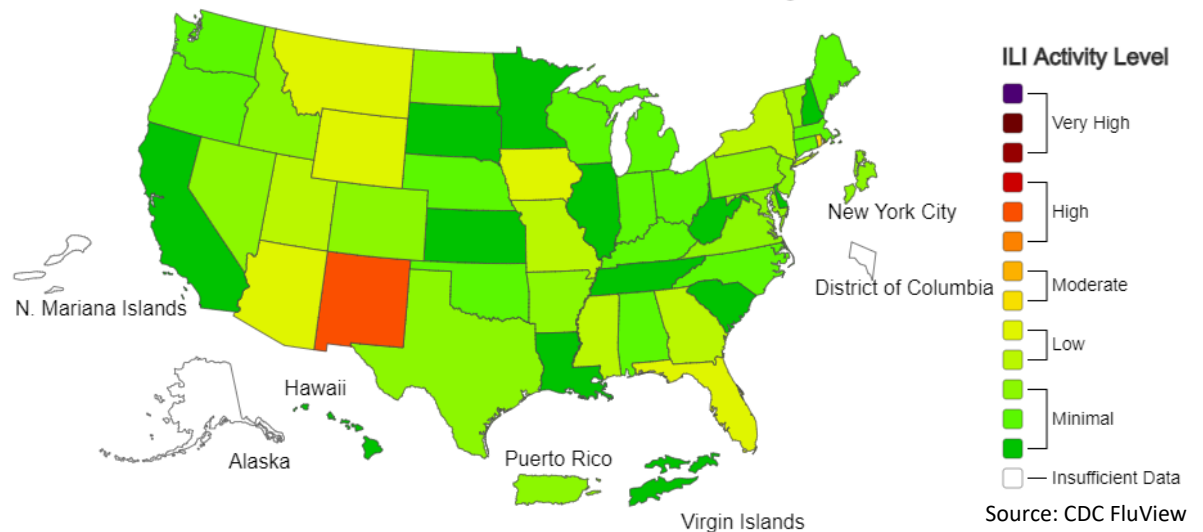 ILI Activity Level
Very High
High
Moderate
Low
Minimal
Insufficient Data
New York City
District of Columbia
N. Mariana Islands
Hawaii
Alaska
Puerto Rico
Virgin Islands
Source: CDC FluView